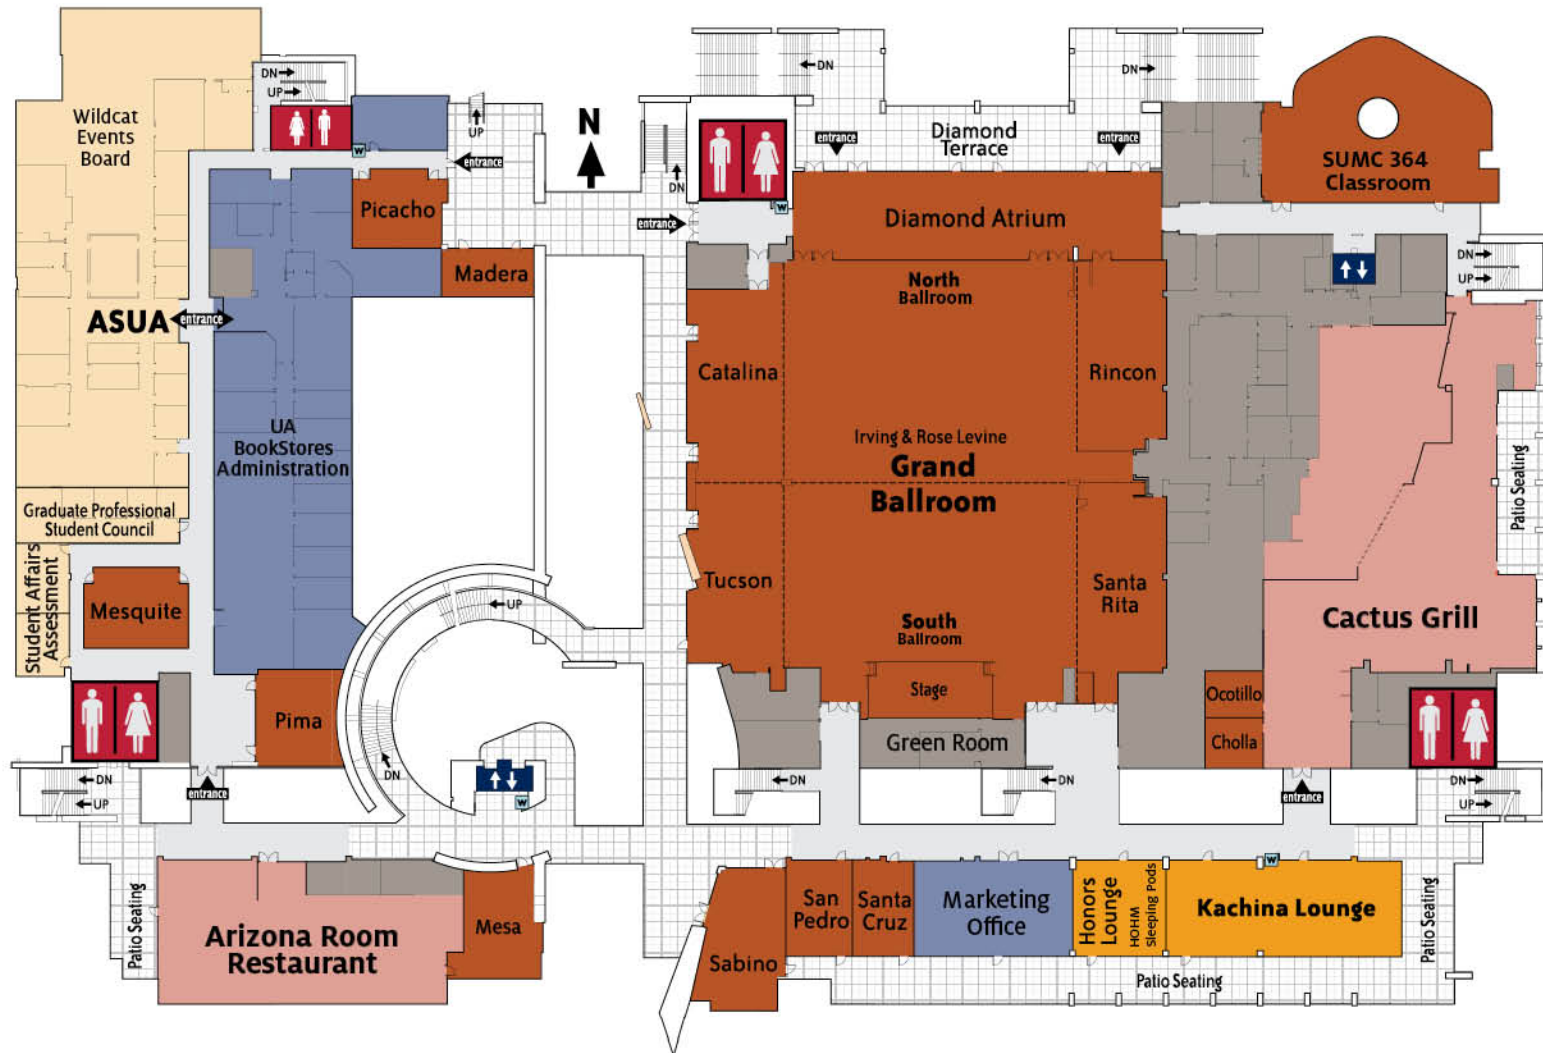 DN
UP
DN
DN
Wildcat
Events
Board
N
UP
Diamond
Terrace
entrance
entrance
W
entrance
DN
SUMC 364
Classroom
Picacho
W
entrance
Diamond Atrium
Madera
North
Ballroom
DN
UP
ASUA
entrance
Catalina
Rincon
UA
BookStores
Administration
Irving & Rose Levine
Grand
Ballroom
Patio Seating
Graduate Professional
Student Council
Student Affairs
Assessment
Mesquite
UP
Tucson
Santa
Rita
South
Ballroom
Cactus Grill
Stage
Ocotillo
Pima
Green Room
Cholla
DN
DN
UP
entrance
W
DN
DN
entrance
DN
UP
Patio Seating
Arizona Room
Restaurant
Mesa
Sabino
San
Pedro
Santa
Cruz
Marketing
Office
Honors
Lounge
HOHM
Sleeping Pods
W
Kachina Lounge
Patio Seating
Patio Seating